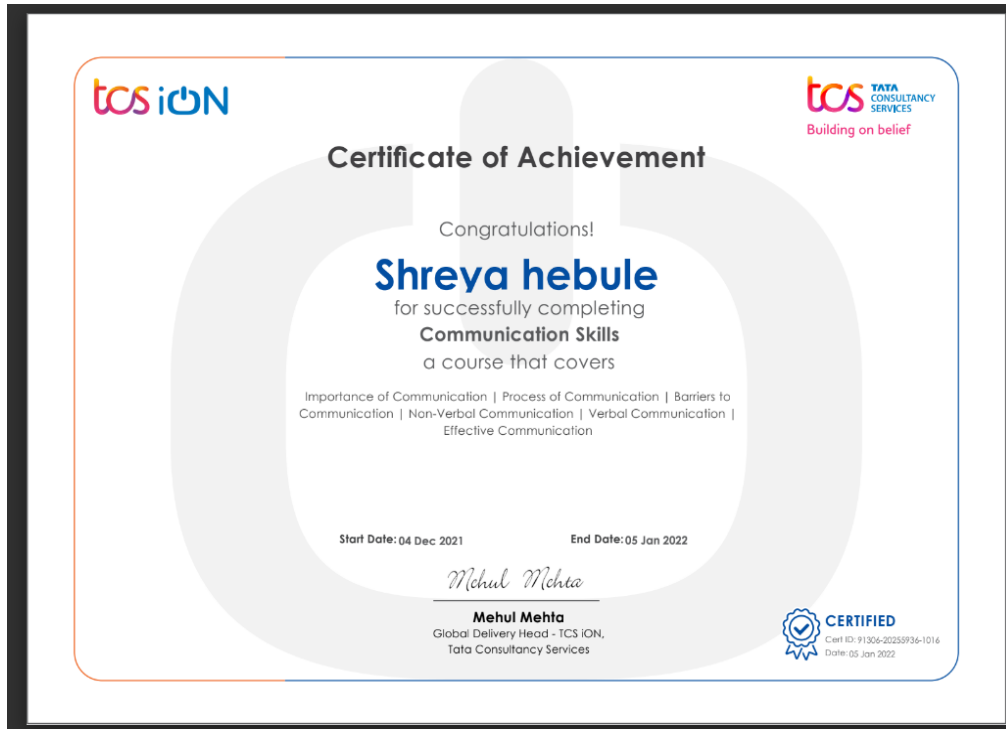 tcs iON
tcs TATA
CONSULTANCY
SERVICES
Building on belief
Certificate of Achievement
Congratulations!
Shreya hebule
for successfully completing
Communication Skills
a course that covers
Importance of Communication | Process of Communication | Barriers to
Communication | Non-Verbal Communication | Verbal Communication |
Effective Communication
Start Date: 04 Dec 2021
End Date: 05 Jan 2022
Mehul Mehta
Mehul Mehta
Global Delivery Head - TCS iON,
Tata Consultancy Services
CERTIFIED
Cert ID: 91306-20255936-1016
Date: 05 Jan 2022